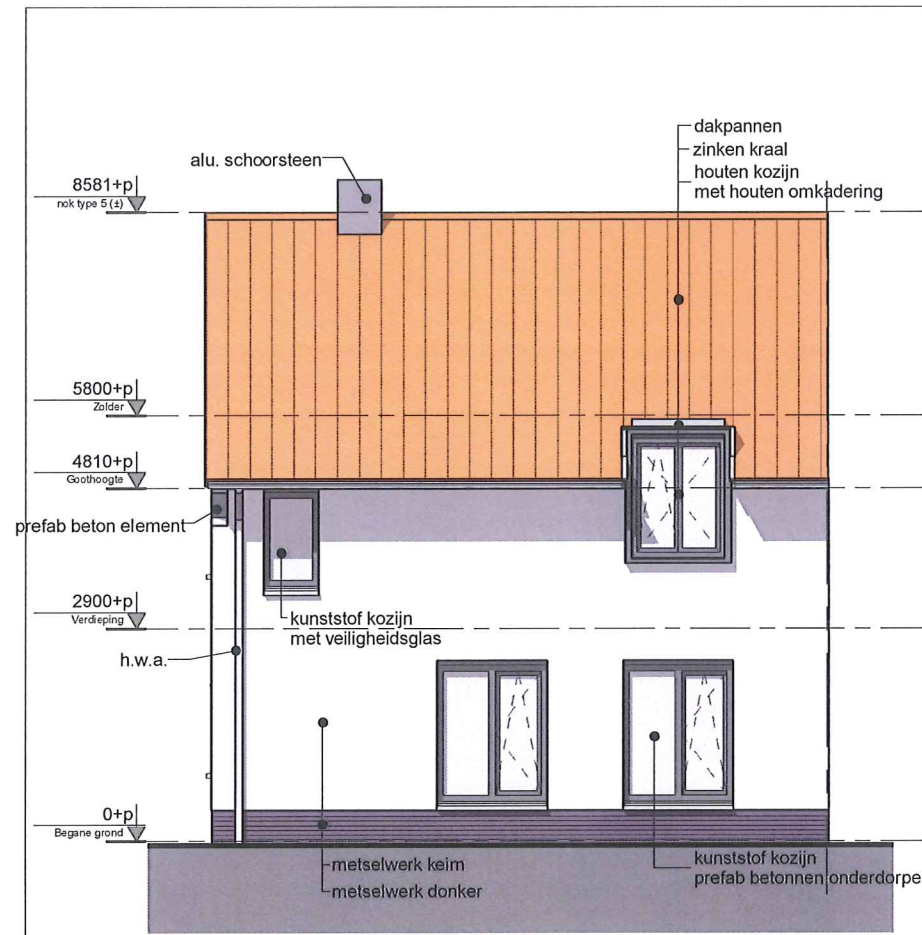 dakpannen
zinken kraal
houten kozijn
met houten omkadering
alu. schoorsteen
8581+p
nok type 5 (±)
5800+p
Zolder
4810+p
Goothoogte
prefab beton element
2900+p
Verdieping
kunststof kozijn
met veiligheidsglas
h.w.a.
0+p
Begane grond
metselwerk keim
metselwerk donker
kunststof kozijn
prefab betonnen onderdorpe